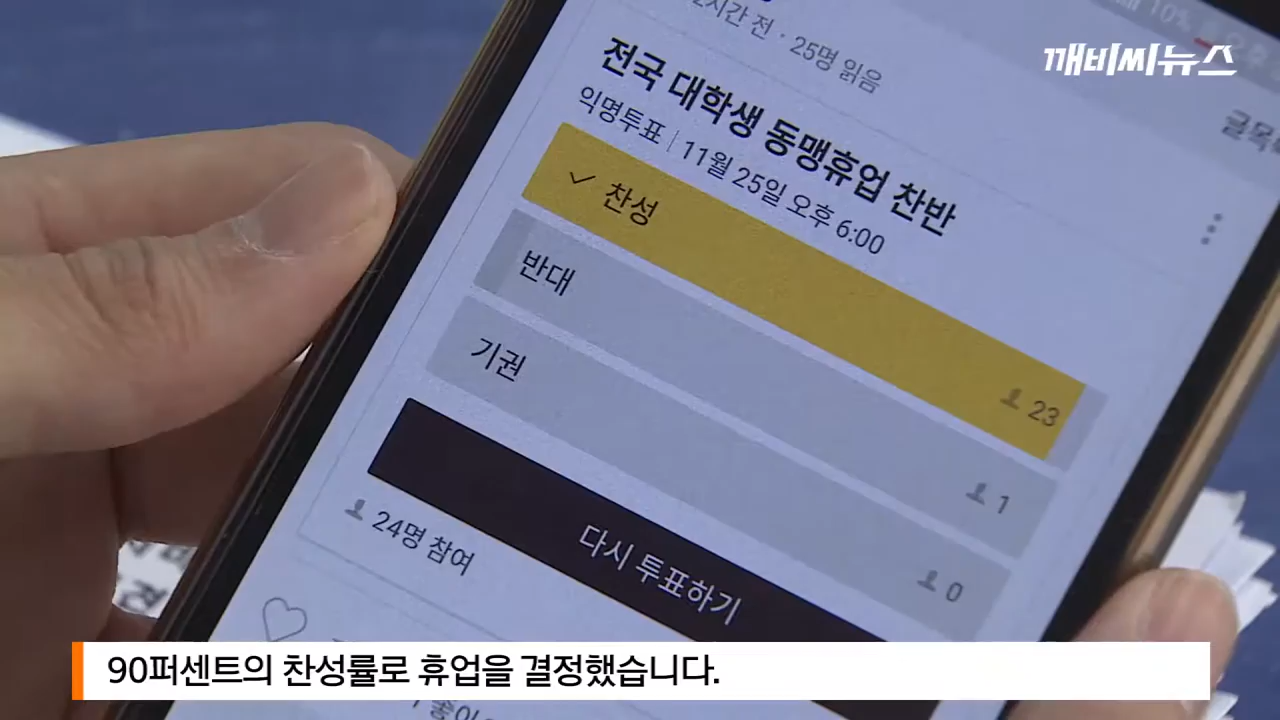 10%
깨비씨뉴스
2시간 전 · 25명 읽음
전국 대학생 동맹휴업 찬반
익명투표 | 11월 25일 오후 6:00
✓ 찬성
23
반대
1
기권
0
다시 투표하기
24명 참여
90퍼센트의 찬성률로 휴업을 결정했습니다.